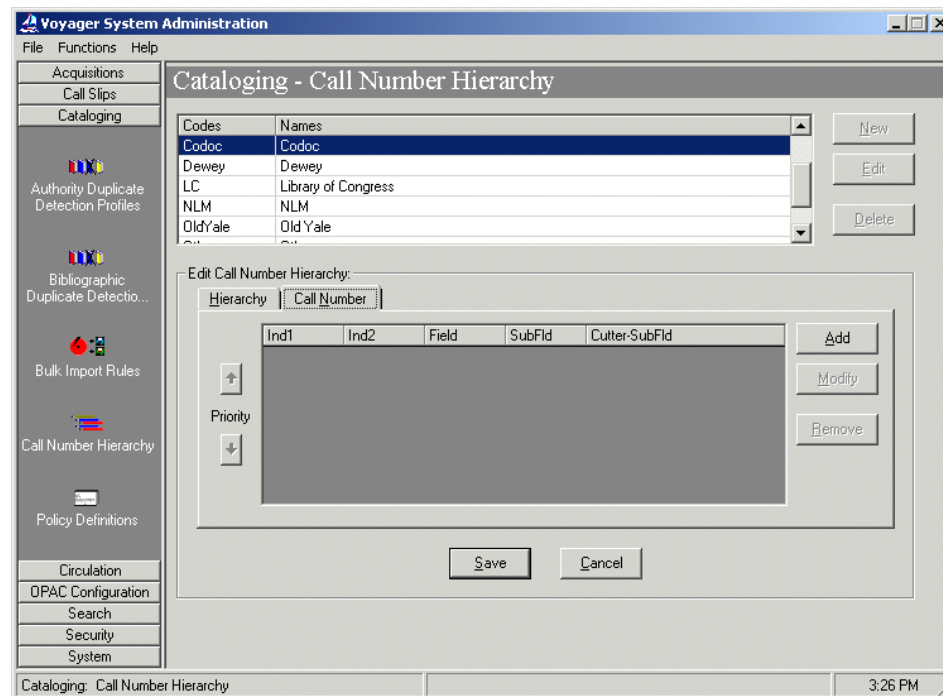 Voyager System Administration
File Functions Help
Acquisitions
Call Slips
Cataloging
Authority Duplicate
Detection Profiles
Bibliographic
Duplicate Detectio...
Bulk Import Rules
Call Number Hierarchy
Policy Definitions
Circulation
OPAC Configuration
Search
Security
System
Cataloging - Call Number Hierarchy
Codes Names
Codoc Codoc
Dewey Dewey
LC Library of Congress
NLM NLM
OldYale Old Yale
New
Edit
Delete
Edit Call Number Hierarchy:
Hierarchy Call Number
Ind1 Ind2 Field SubFld Cutter-SubFld
Priority
Add
Modify
Remove
Save Cancel
Cataloging: Call Number Hierarchy 3:26 PM